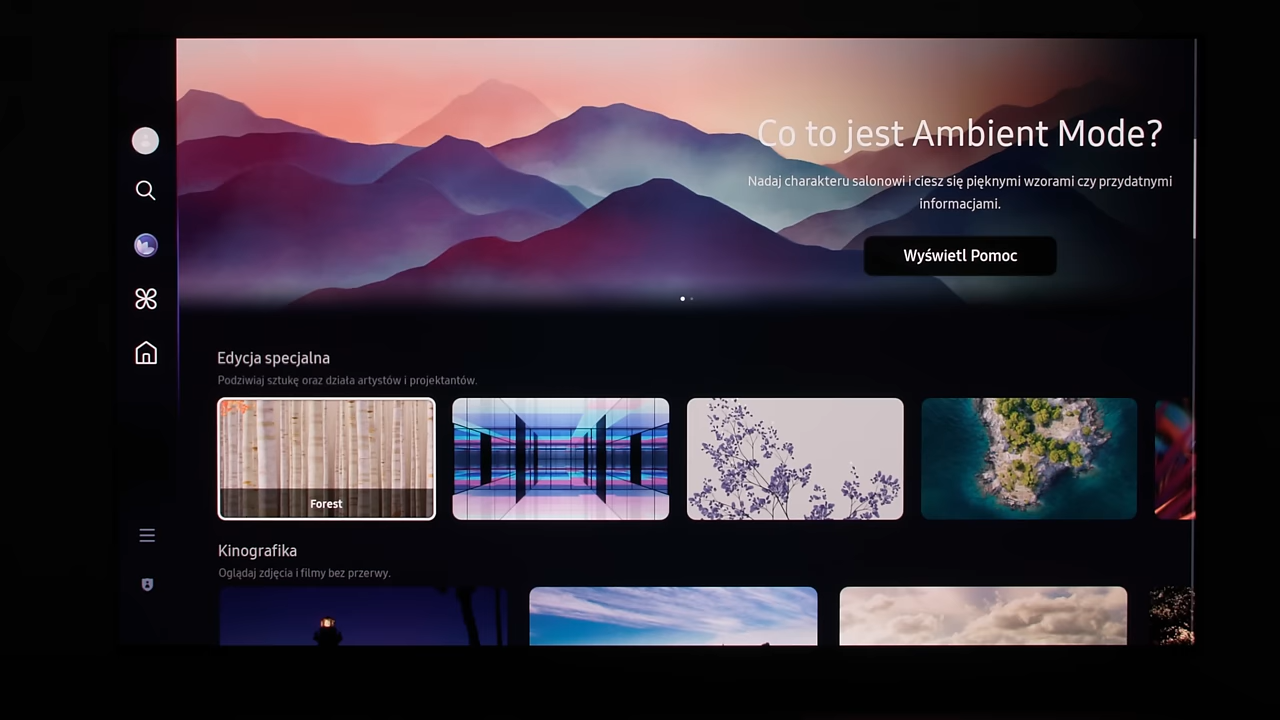 Co to jest Ambient Mode?
Nadaj charakteru salonowi i ciesz się pięknymi wzorami czy przydatnymi
informacjami.
Wyświetl Pomoc
Edycja specjalna
Podziwiaj sztukę oraz działa artystów i projektantów.
Forest
Kinografika
Oglądaj zdjęcia i filmy bez przerwy.